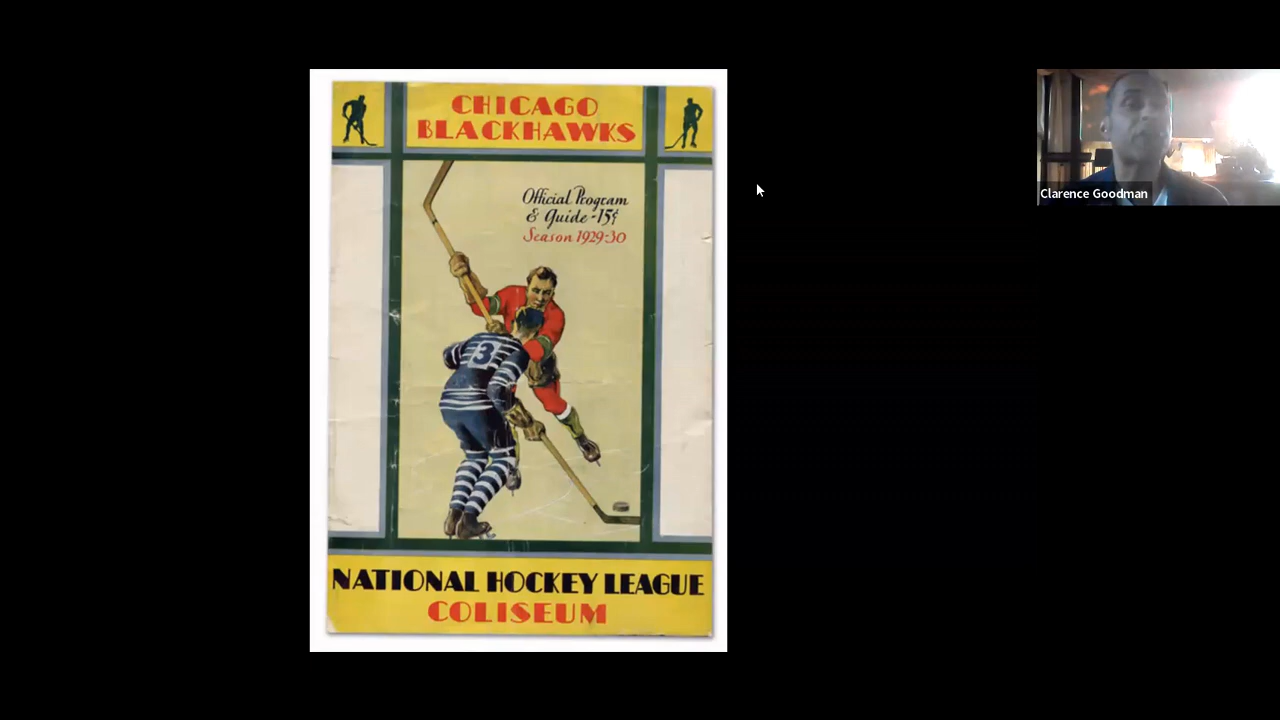 CHICAGO
BLACKHAWKS
Official Program
& Guide - 15¢
Season 1929-30
3
NATIONAL HOCKEY LEAGUE
COLISEUM
Clarence Goodman